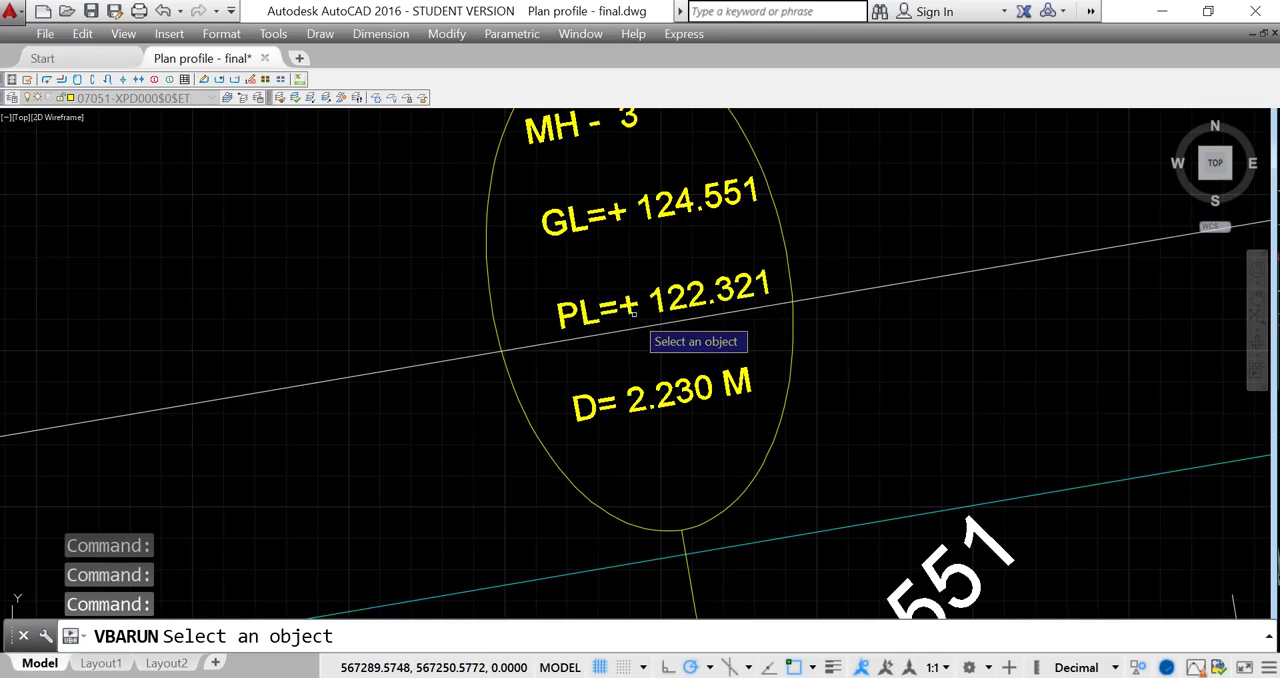 Autodesk AutoCAD 2016 - STUDENT VERSION Plan profile - final.dwg Type a keyword or phrase Sign In
File Edit View Insert Format Tools Draw Dimension Modify Parametric Window Help Express
Start Plan profile - final*
07051-XPD000$0$ET
[−][Top][2D Wireframe]
N
W TOP E
S
WCS
MH - 3
GL=+ 124.551
PL=+ 122.321
Select an object
D= 2.230 M
551
Command:
Command:
Command:
Y
VBARUN Select an object
Model Layout1 Layout2 567289.5748, 567250.5772, 0.0000 MODEL 1:1 Decimal